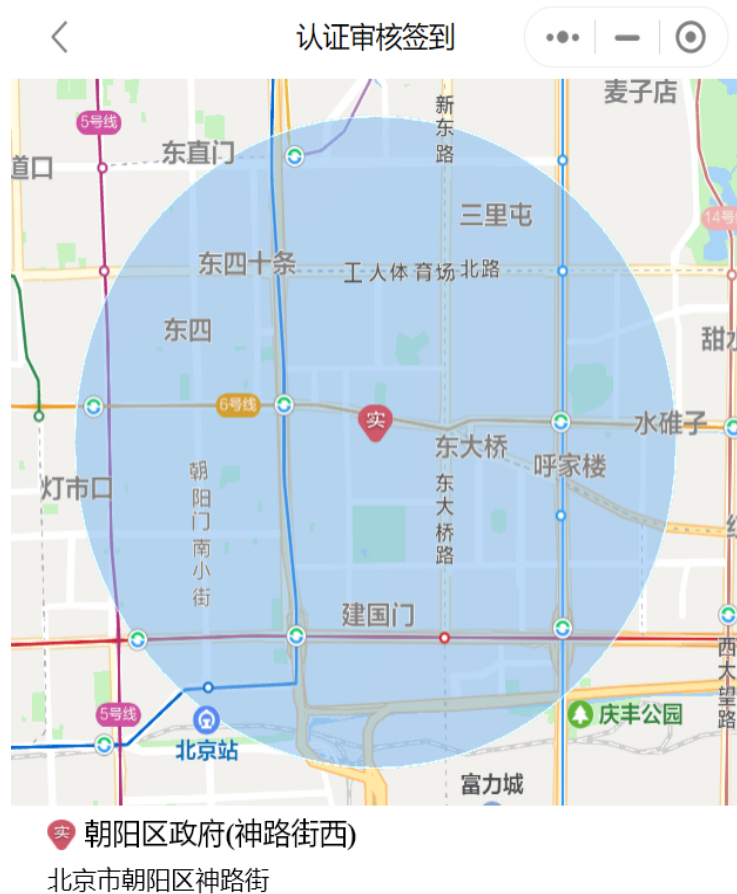 认证审核签到
麦子店
新东路
5号线
东直门
道口
三里屯
14号
东四十条
工人体育场北路
东四
甜水
6号线
实
水碓子
东大桥
呼家楼
灯市口
朝阳门南小街
东大桥路
建国门
西大望路
5号线
庆丰公园
北京站
富力城
实 朝阳区政府(神路街西)
北京市朝阳区神路街